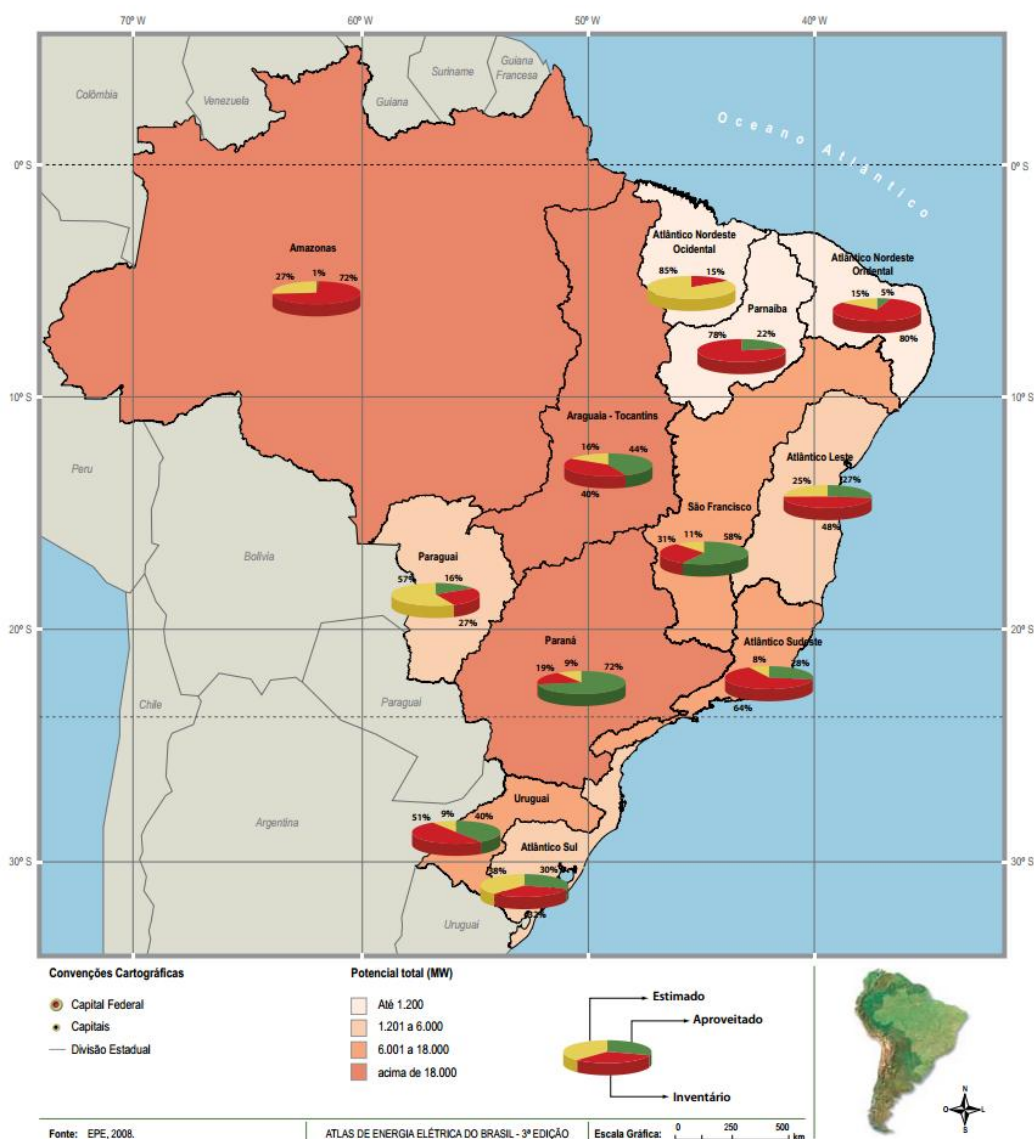 70º W
60º W
50º W
40º W
Colômbia
Venezuela
Guiana
Suriname
Guiana
Francesa
Oceano Atlântico
0º S
0º S
Amazonas
27%
1%
72%
Atlântico Nordeste
Ocidental
85%
15%
Atlântico Nordeste
Oridental
15%
5%
80%
Parnaíba
78%
22%
10º S
10º S
Peru
Araguaia - Tocantins
16%
44%
40%
Atlântico Leste
25%
27%
48%
São Francisco
31%
11%
58%
Bolívia
Paraguai
57%
16%
27%
20º S
20º S
Paraná
19%
9%
72%
Atlântico Sudeste
8%
28%
64%
Chile
Paraguai
Argentina
Uruguai
51%
9%
40%
Atlântico Sul
38%
30%
32%
30º S
30º S
Uruguai
Convenções Cartográficas
Capital Federal
Capitais
Divisão Estadual
Potencial total (MW)
Até 1.200
1.201 a 6.000
6.001 a 18.000
acima de 18.000
Estimado
Aproveitado
Inventário
N
O
L
S
Fonte: EPE, 2008.
ATLAS DE ENERGIA ELÉTRICA DO BRASIL - 3ª EDIÇÃO
Escala Gráfica: 0 250 500
km